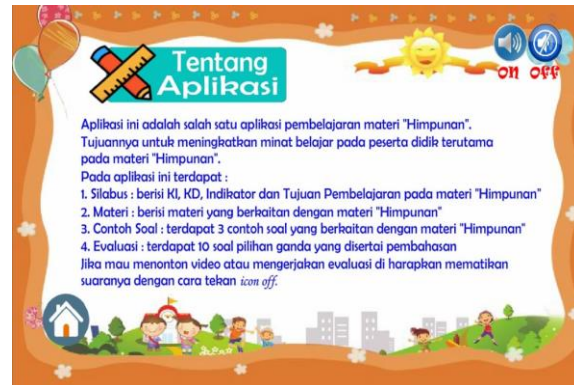 Tentang
Aplikasi
ON OFF
Aplikasi ini adalah salah satu aplikasi pembelajaran materi "Himpunan".
Tujuannya untuk meningkatkan minat belajar pada peserta didik terutama
pada materi "Himpunan".
Pada aplikasi ini terdapat :
1. Silabus : berisi KI, KD, Indikator dan Tujuan Pembelajaran pada materi "Himpunan"
2. Materi : berisi materi yang berkaitan dengan materi "Himpunan"
3. Contoh Soal : terdapat 3 contoh soal yang berkaitan dengan materi "Himpunan"
4. Evaluasi : terdapat 10 soal pilihan ganda yang disertai pembahasan
Jika mau menonton video atau mengerjakan evaluasi di harapkan mematikan
suaranya dengan cara tekan icon off.